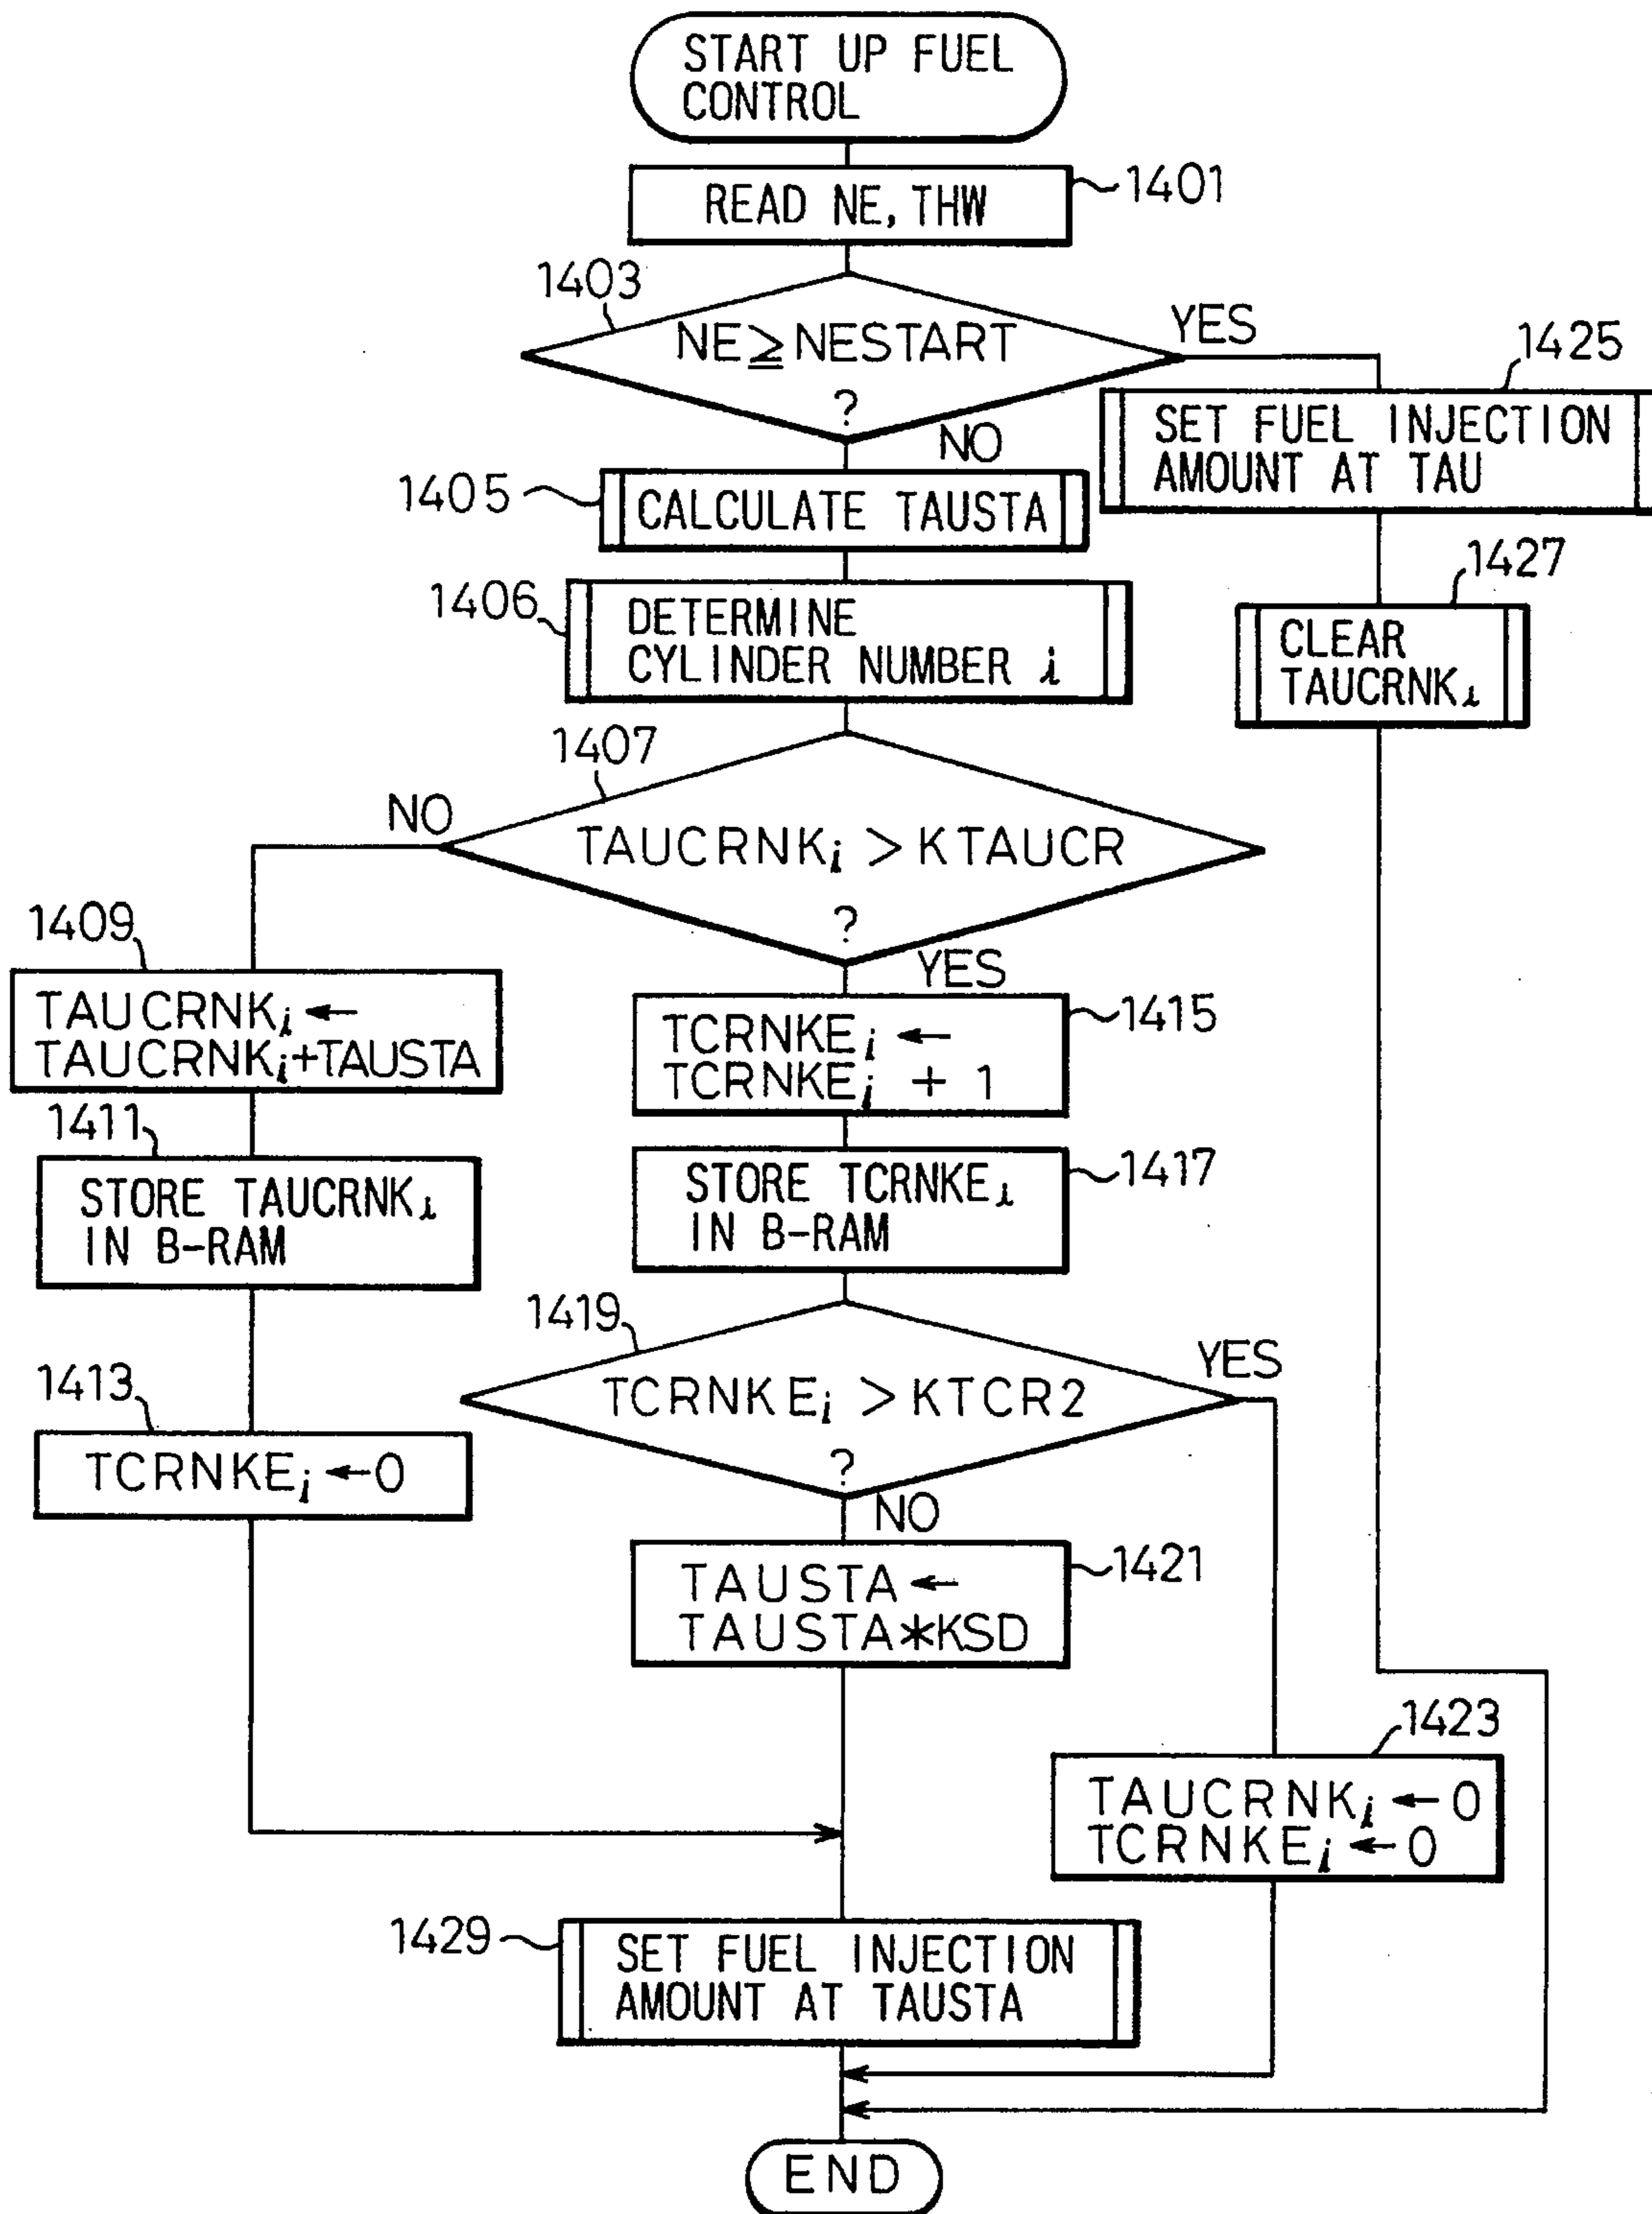 START UP FUEL
CONTROL
READ NE, THW
1401
1403
NE≧NESTART
?
YES
NO
1425
SET FUEL INJECTION
AMOUNT AT TAU
1405
CALCULATE TAUSTA
1427
CLEAR
TAUCRNKi
1406
DETERMINE
CYLINDER NUMBER i
1407
NO
TAUCRNKi > KTAUCR
?
YES
1409
TAUCRNKi ←
TAUCRNKi+TAUSTA
1415
TCRNKEi ←
TCRNKEi + 1
1411
STORE TAUCRNKi
IN B-RAM
1417
STORE TCRNKEi
IN B-RAM
1419
YES
TCRNKEi > KTCR2
?
NO
1413
TCRNKEi ←0
1421
TAUSTA ←
TAUSTA*KSD
1423
TAUCRNKi ← 0
TCRNKEi ← 0
1429
SET FUEL INJECTION
AMOUNT AT TAUSTA
END